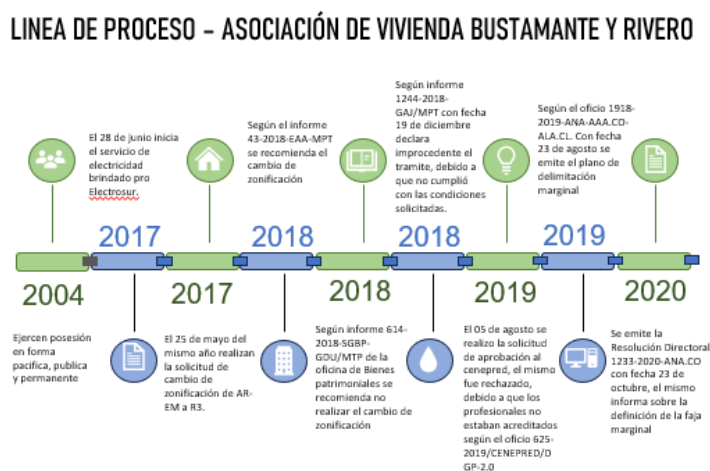 LINEA DE PROCESO – ASOCIACIÓN DE VIVIENDA BUSTAMANTE Y RIVERO
2004
Ejercen posesión
en forma
pacifica, publica
y permanente
2017
El 28 de junio inicia
el servicio de
electricidad
brindado pro
Electrosur.
2017
El 25 de mayo del
mismo año realizan
la solicitud de
cambio de
zonificación de AR-
EM a R3.
2018
Según el informe
43-2018-EAA-MPT
se recomienda el
cambio de
zonificación
2018
Según informe 614-
2018-SGBP-
GDU/MTP de la
oficina de Bienes
patrimoniales se
recomienda no
realizar el cambio de
zonificación
2018
Según informe
1244-2018-
GAJ/MPT con fecha
19 de diciembre
declara
improcedente el
tramite, debido a
que no cumplió
con las condiciones
solicitadas.
2019
El 05 de agosto se
realizo la solicitud
de aprobación al
cenepred, el mismo
fue rechazado,
debido a que los
profesionales no
estaban acreditados
según el oficio 625-
2019/CENEPRED/D
GP-2.0
2019
Según el oficio 1918-
2019-ANA-AAA.CO-
ALA.CL. Con fecha
23 de agosto se
emite el plano de
delimitación
marginal
2020
Se emite la
Resolución Directoral
1233-2020-ANA.CO
con fecha 23 de
octubre, el mismo
informa sobre la
definición de la faja
marginal